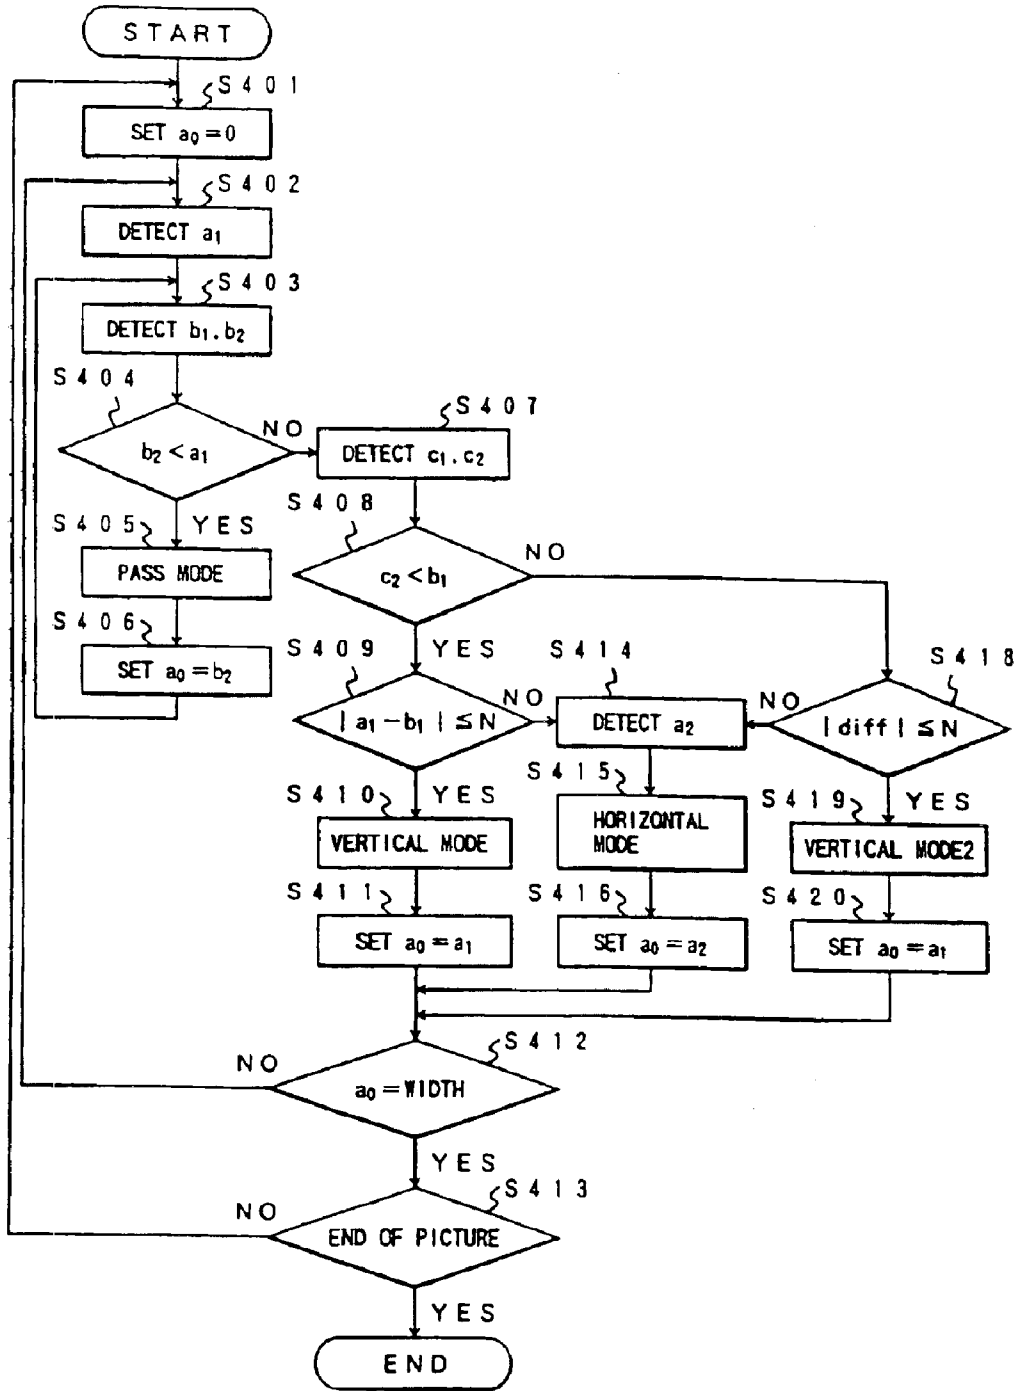 START
S401
SET a₀=0
S402
DETECT a₁
S403
DETECT b₁.b₂
S404
b₂<a₁
NO
S407
DETECT c₁.c₂
YES
S405
PASS MODE
S406
SET a₀=b₂
S408
c₂<b₁
NO
YES
S409
|a₁-b₁|≦N
NO
S414
DETECT a₂
S418
|diff|≦N
NO
YES
S410
VERTICAL MODE
S411
SET a₀=a₁
S415
HORIZONTAL
MODE
S416
SET a₀=a₂
YES
S419
VERTICAL MODE2
S420
SET a₀=a₁
S412
a₀=WIDTH
NO
YES
S413
END OF PICTURE
NO
YES
END